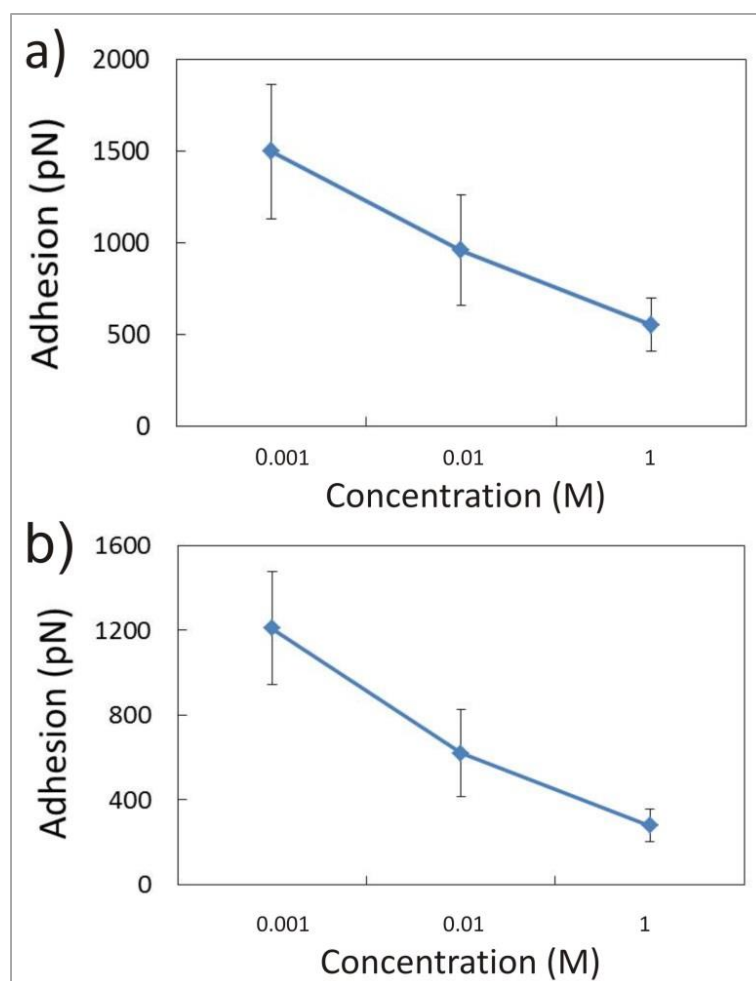 a)
Adhesion (pN)
2000
1500
1000
500
0
0.001 0.01 1
Concentration (M)
b)
Adhesion (pN)
1600
1200
800
400
0
0.001 0.01 1
Concentration (M)